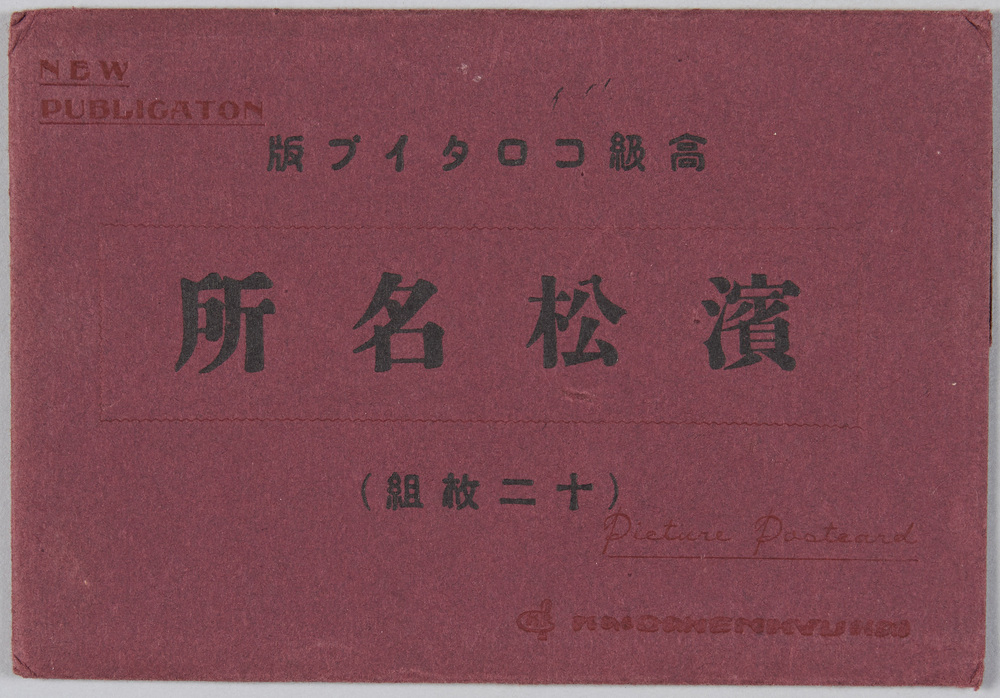 NEW
PUBLICATON
高級コロタイプ版
濱松名所
(十二枚組)
Picture Postcard